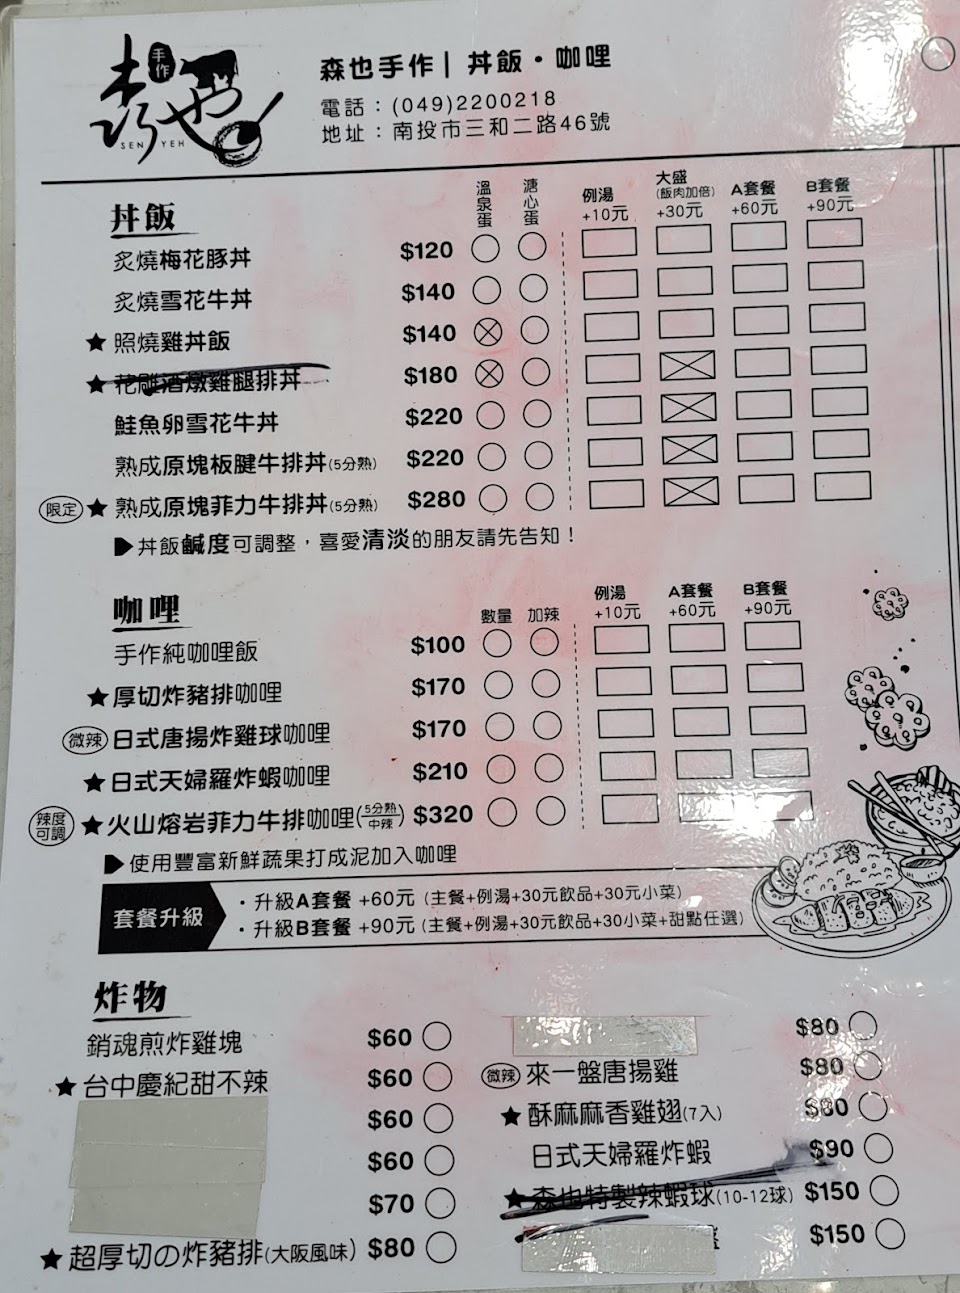 手作
森也
SEN YEH
森也手作 | 丼飯・咖哩
電話：(049)2200218
地址：南投市三和二路46號
丼飯 溫泉蛋 溏心蛋 例湯 +10元 大盛 (飯肉加倍) +30元 A套餐 +60元 B套餐 +90元
炙燒梅花豚丼 $120
炙燒雪花牛丼 $140
★ 照燒雞丼飯 $140
★ 花雕酒燉雞腿排丼 $180
鮭魚卵雪花牛丼 $220
熟成原塊板腱牛排丼(5分熟) $220
限定 ★ 熟成原塊菲力牛排丼(5分熟) $280
丼飯鹹度可調整，喜愛清淡的朋友請先告知！
咖哩 數量 加辣 例湯 +10元 A套餐 +60元 B套餐 +90元
手作純咖哩飯 $100
★ 厚切炸豬排咖哩 $170
微辣 日式唐揚炸雞球咖哩 $170
★ 日式天婦羅炸蝦咖哩 $210
辣度可調 ★ 火山熔岩菲力牛排咖哩(5分熟 中辣) $320
使用豐富新鮮蔬果打成泥加入咖哩
套餐升級
・升級A套餐 +60元 (主餐+例湯+30元飲品+30元小菜)
・升級B套餐 +90元 (主餐+例湯+30元飲品+30小菜+甜點任選)
炸物
銷魂煎炸雞塊 $60
★ 台中慶紀甜不辣 $60
$60
$60
$70
★ 超厚切の炸豬排(大阪風味) $80
$80
微辣 來一盤唐揚雞 $80
★ 酥麻麻香雞翅(7入) $80
日式天婦羅炸蝦 $90
★ 森也特製辣蝦球(10-12球) $150
$150